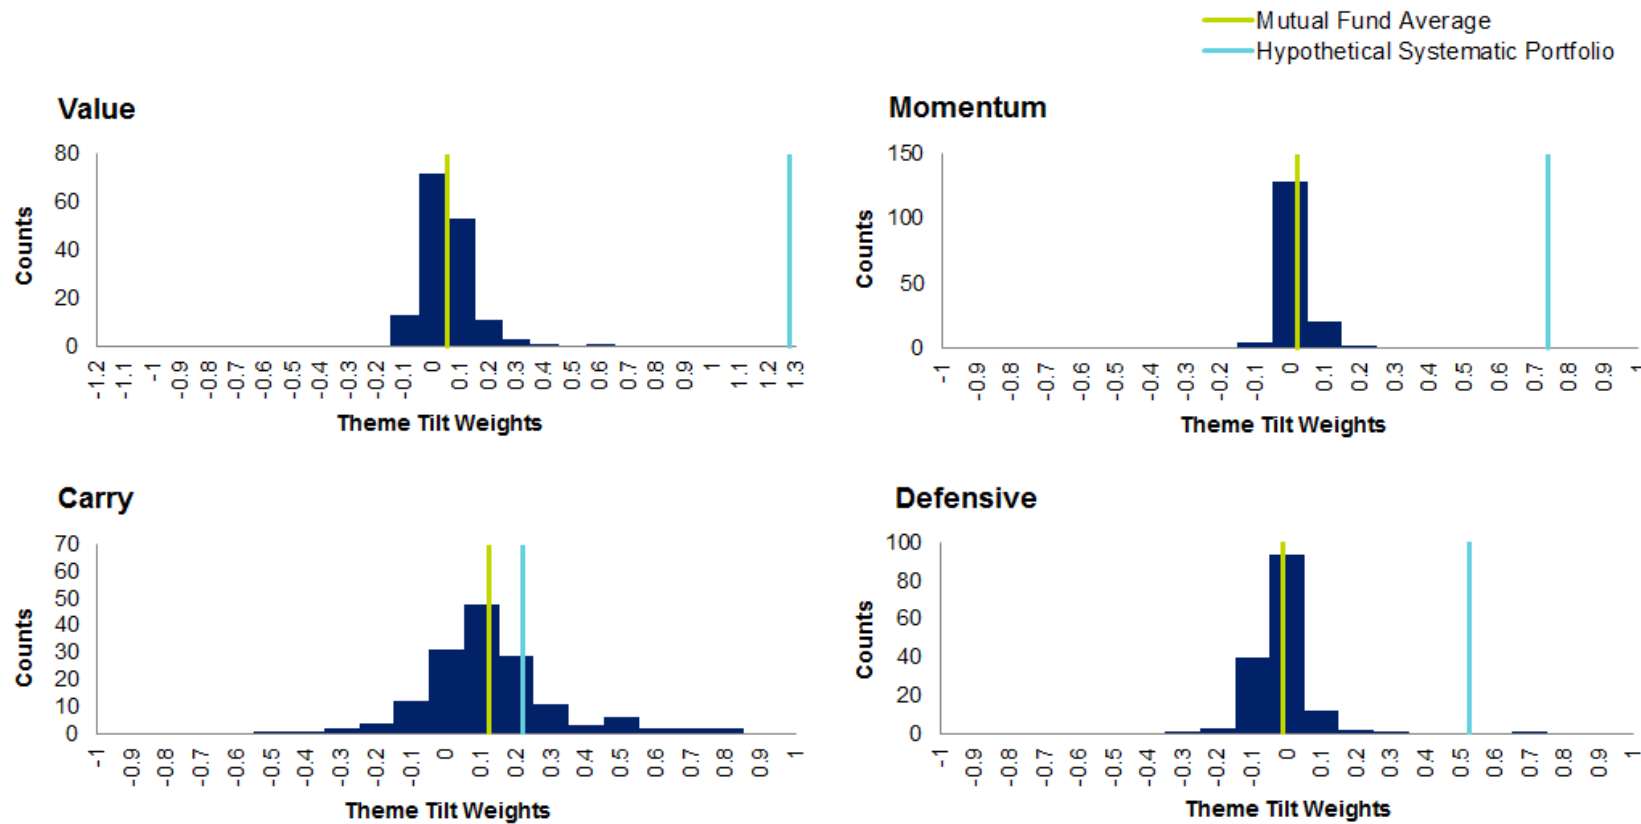 Mutual Fund Average
Hypothetical Systematic Portfolio
Value
80
60
40
20
0
Counts
-1.2 -1.1 -1 -0.9 -0.8 -0.7 -0.6 -0.5 -0.4 -0.3 -0.2 -0.1 0 0.1 0.2 0.3 0.4 0.5 0.6 0.7 0.8 0.9 1 1.1 1.2 1.3
Theme Tilt Weights
Momentum
150
100
50
0
Counts
-1 -0.9 -0.8 -0.7 -0.6 -0.5 -0.4 -0.3 -0.2 -0.1 0 0.1 0.2 0.3 0.4 0.5 0.6 0.7 0.8 0.9 1
Theme Tilt Weights
Carry
70
60
50
40
30
20
10
0
Counts
-1 -0.9 -0.8 -0.7 -0.6 -0.5 -0.4 -0.3 -0.2 -0.1 0 0.1 0.2 0.3 0.4 0.5 0.6 0.7 0.8 0.9 1
Theme Tilt Weights
Defensive
100
80
60
40
20
0
Counts
-1 -0.9 -0.8 -0.7 -0.6 -0.5 -0.4 -0.3 -0.2 -0.1 0 0.1 0.2 0.3 0.4 0.5 0.6 0.7 0.8 0.9 1
Theme Tilt Weights